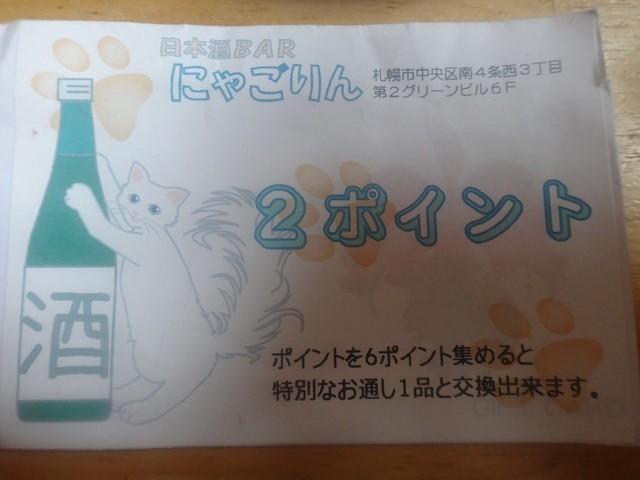 日本酒BAR
にゃごりん
札幌市中央区南4条西3丁目
第2グリーンビル6F
2ポイント
酒
ポイントを6ポイント集めると
特別なお通し1品と交換出来ます。